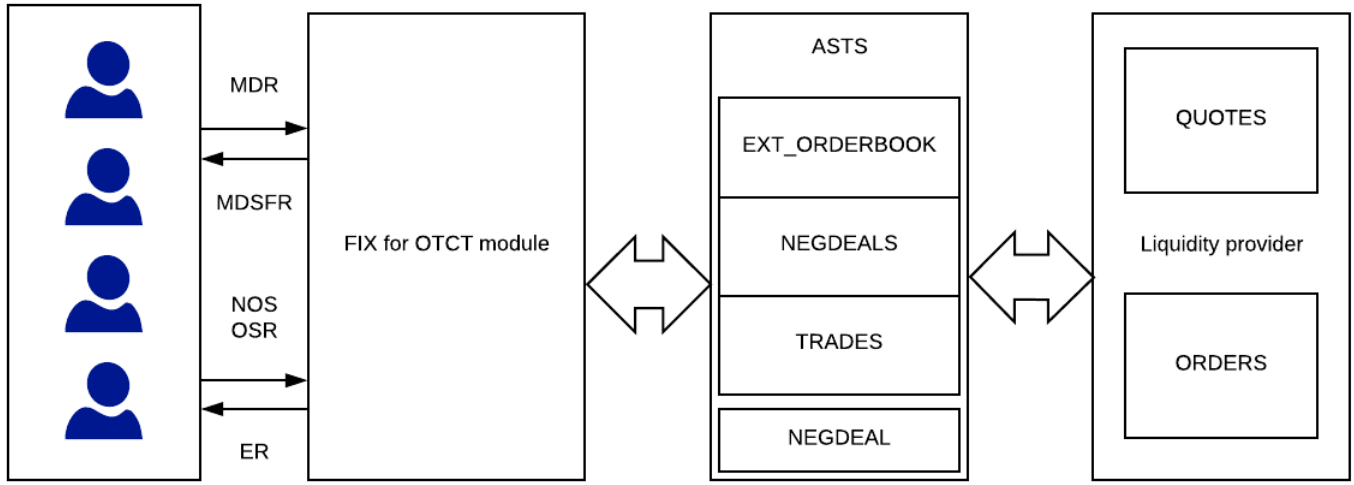 MDR
MDSFR
NOS
OSR
ER
FIX for OTCT module
ASTS
EXT_ORDERBOOK
NEGDEALS
TRADES
NEGDEAL
QUOTES
Liquidity provider
ORDERS